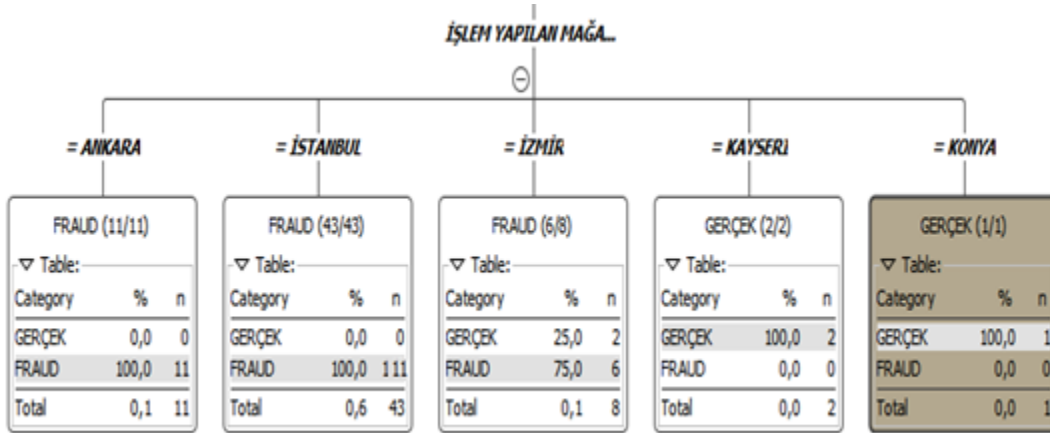 İŞLEM YAPILAN MAĞA...
= ANKARA
= İSTANBUL
= İZMİR
= KAYSERİ
= KONYA
FRAUD (11/11)
▽ Table:
Category % n
GERÇEK 0,0 0
FRAUD 100,0 11
Total 0,1 11
FRAUD (43/43)
▽ Table:
Category % n
GERÇEK 0,0 0
FRAUD 100,0 111
Total 0,6 43
FRAUD (6/8)
▽ Table:
Category % n
GERÇEK 25,0 2
FRAUD 75,0 6
Total 0,1 8
GERÇEK (2/2)
▽ Table:
Category % n
GERÇEK 100,0 2
FRAUD 0,0 0
Total 0,0 2
GERÇEK (1/1)
▽ Table:
Category % n
GERÇEK 100,0 1
FRAUD 0,0 0
Total 0,0 1